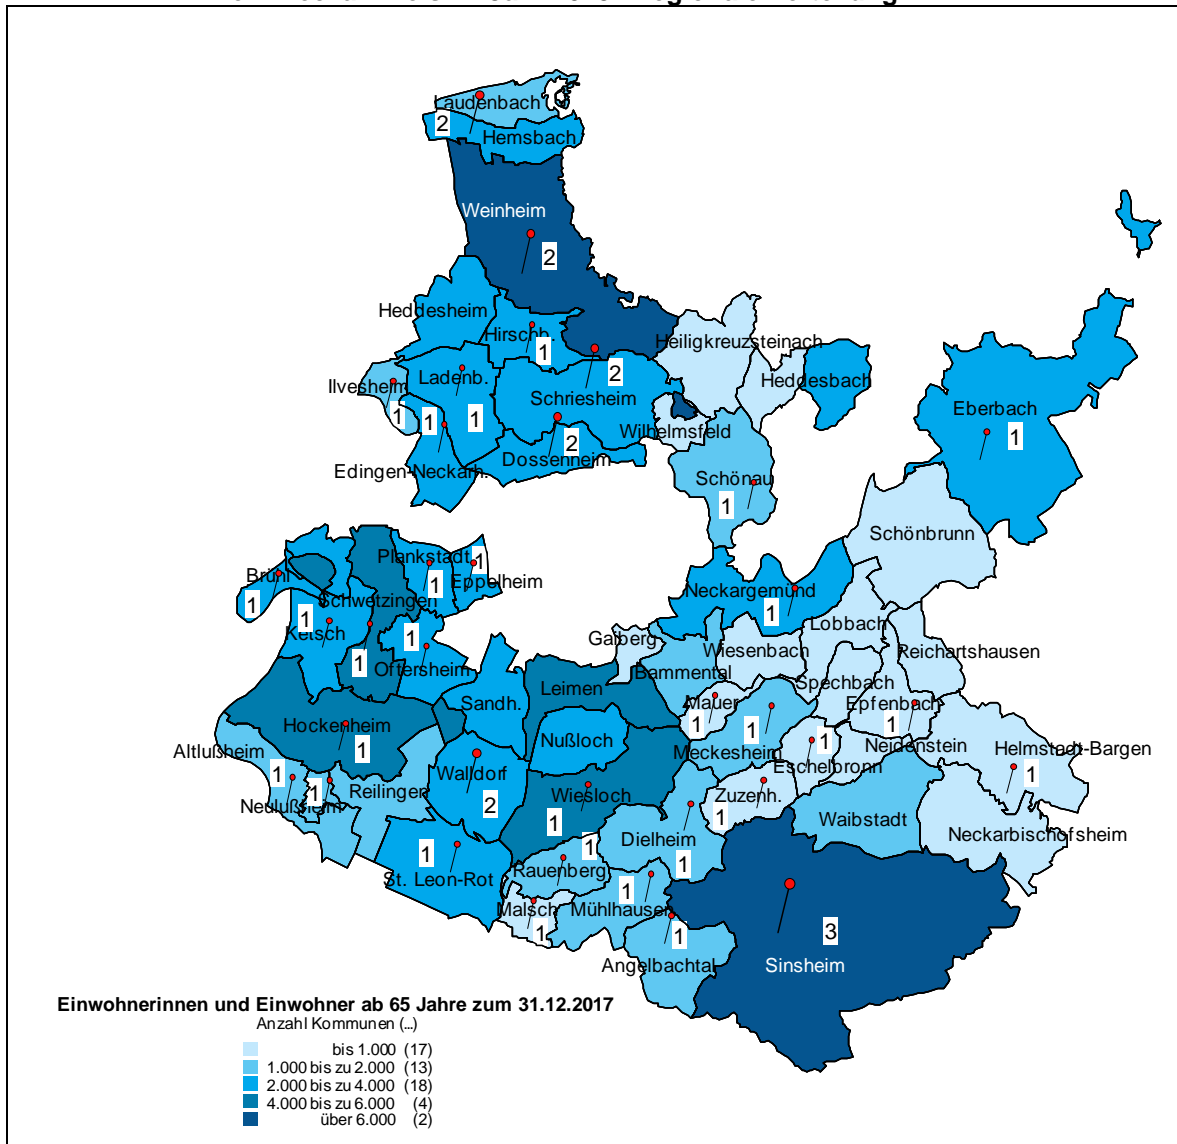 Laudenbach
2
Hemsbach
Weinheim
2
Heddesheim
Hirschb.
1
Heiligkreuzsteinach
Ilvesheim
Ladenb.
2
Heddesbach
Schriesheim
1
1
1
Eberbach
1
Wilhelmsfeld
2
Edingen-Neckarh.
Dossenheim
Schönau
1
Schönbrunn
Plankstadt
1
Brühl
1
Eppelheim
1
Schwetzingen
1
Ketsch
Neckargemünd
1
Lobbach
1
Oftersheim
1
Gaiberg
Wiesenbach
Reichartshausen
Bammental
Leimen
Spechbach
Sandh.
Mauer
1
Epfenbach
1
Hockenheim
1
Nußloch
Meckesheim
1
1
Neidenstein
Helmstadt-Bargen
1
Altlußheim
1
Eschelbronn
Walldorf
2
Neulußheim
1
Reilingen
Wiesloch
1
Zuzenh.
1
Waibstadt
Neckarbischofsheim
Dielheim
1
1
1
St. Leon-Rot
Rauenberg
1
Malsch
1
Mühlhausen
1
3
Angelbachtal
Sinsheim
Einwohnerinnen und Einwohner ab 65 Jahre zum 31.12.2017
Anzahl Kommunen (...)
bis 1.000 (17)
1.000 bis zu 2.000 (13)
2.000 bis zu 4.000 (18)
4.000 bis zu 6.000 (4)
über 6.000 (2)